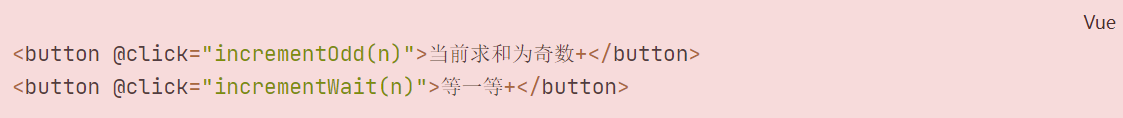 Vue
<button @click="incrementOdd(n)">当前求和为奇数+</button>
<button @click="incrementWait(n)">等一等+</button>